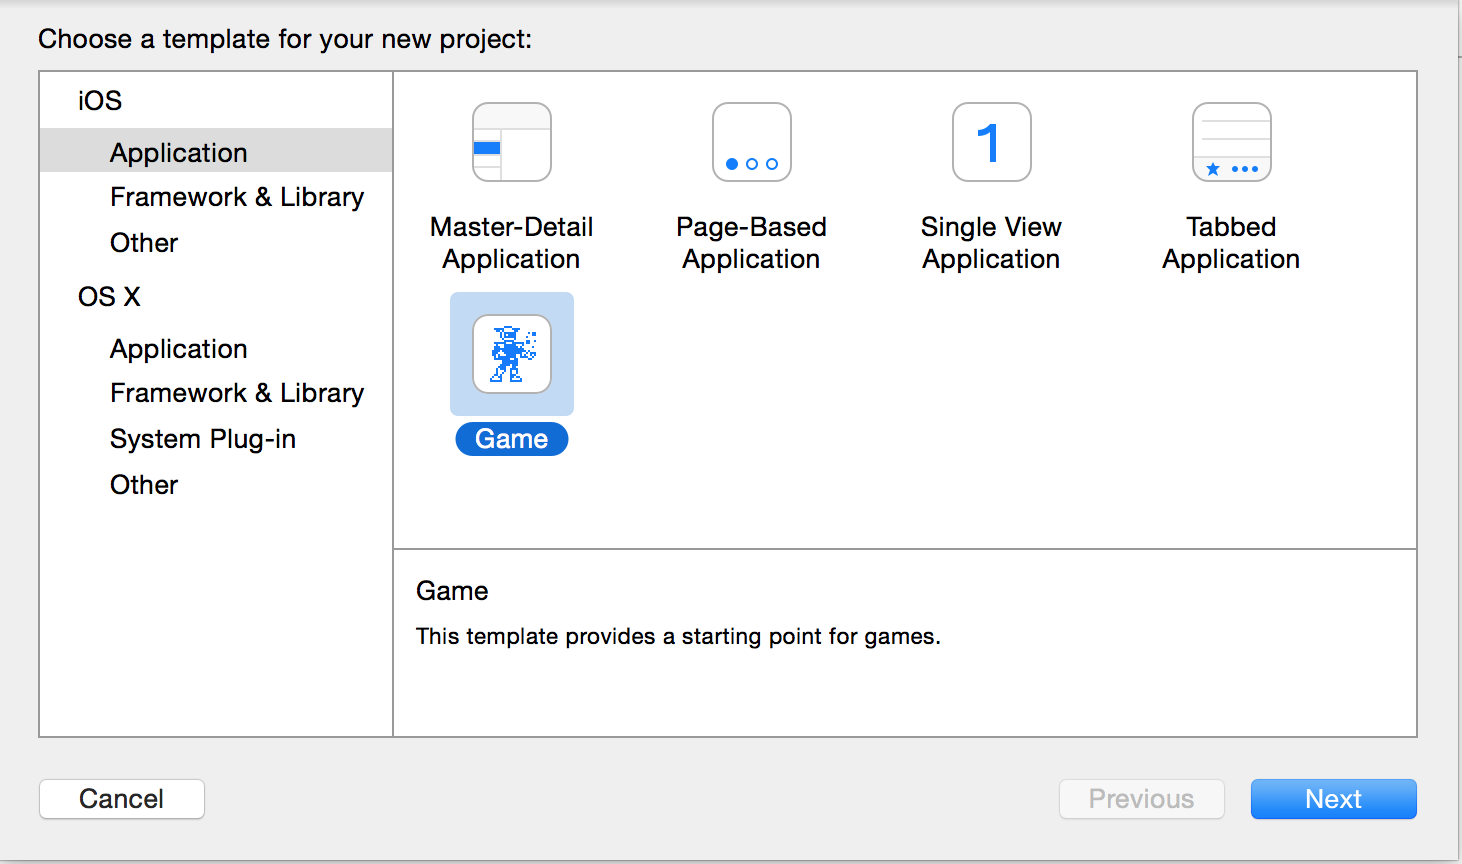 Choose a template for your new project:
iOS
Application
Framework & Library
Other
OS X
Application
Framework & Library
System Plug-in
Other
Master-Detail
Application
Page-Based
Application
1
Single View
Application
Tabbed
Application
Game
Game
This template provides a starting point for games.
Cancel
Previous
Next